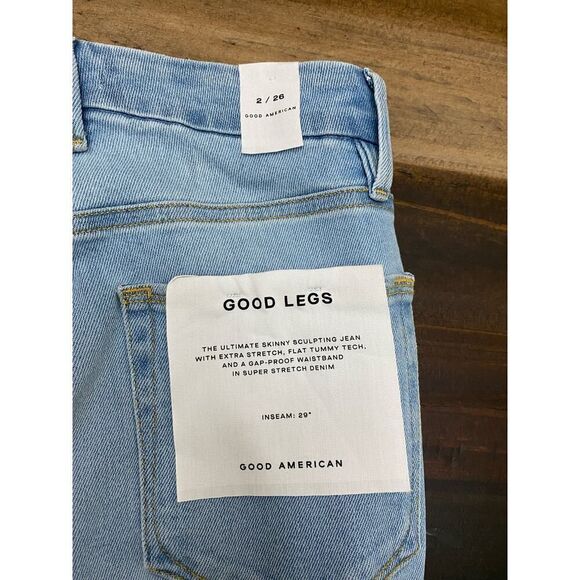 2 / 26
GOOD AMERICAN
GOOD LEGS
THE ULTIMATE SKINNY SCULPTING JEAN
WITH EXTRA STRETCH, FLAT TUMMY TECH,
AND A GAP-PROOF WAISTBAND
IN SUPER STRETCH DENIM
INSEAM: 29"
GOOD AMERICAN